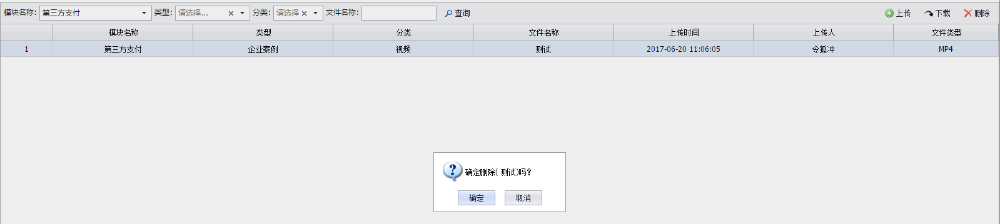 模块名称: 第三方支付 类型: 请选择... 分类: 请选择 文件名称: 查询 上传 下载 删除
模块名称 类型 分类 文件名称 上传时间 上传人 文件类型
1 第三方支付 企业案例 视频 测试 2017-06-20 11:06:05 令狐冲 MP4
确定删除( 测试)吗?
确定 取消